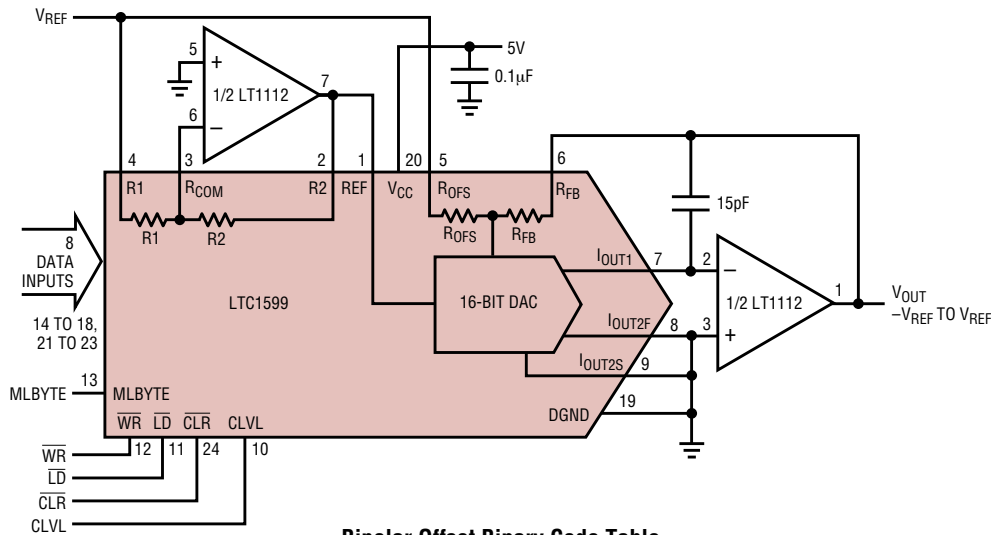 VREF
5
+
1/2 LT1112
7
6
–
5V
0.1µF
4
3
2
1
20
5
6
R1
RCOM
R2
REF
VCC
ROFS
RFB
R1
R2
ROFS
RFB
15pF
8
DATA
INPUTS
14 TO 18,
21 TO 23
LTC1599
16-BIT DAC
IOUT1
7
2
–
1/2 LT1112
1
VOUT
–VREF TO VREF
IOUT2F
8
3
+
IOUT2S
9
DGND
19
MLBYTE
13
MLBYTE
WR
LD
CLR
CLVL
12
11
24
10
WR
LD
CLR
CLVL
Bipolar Offset Binary Code Table